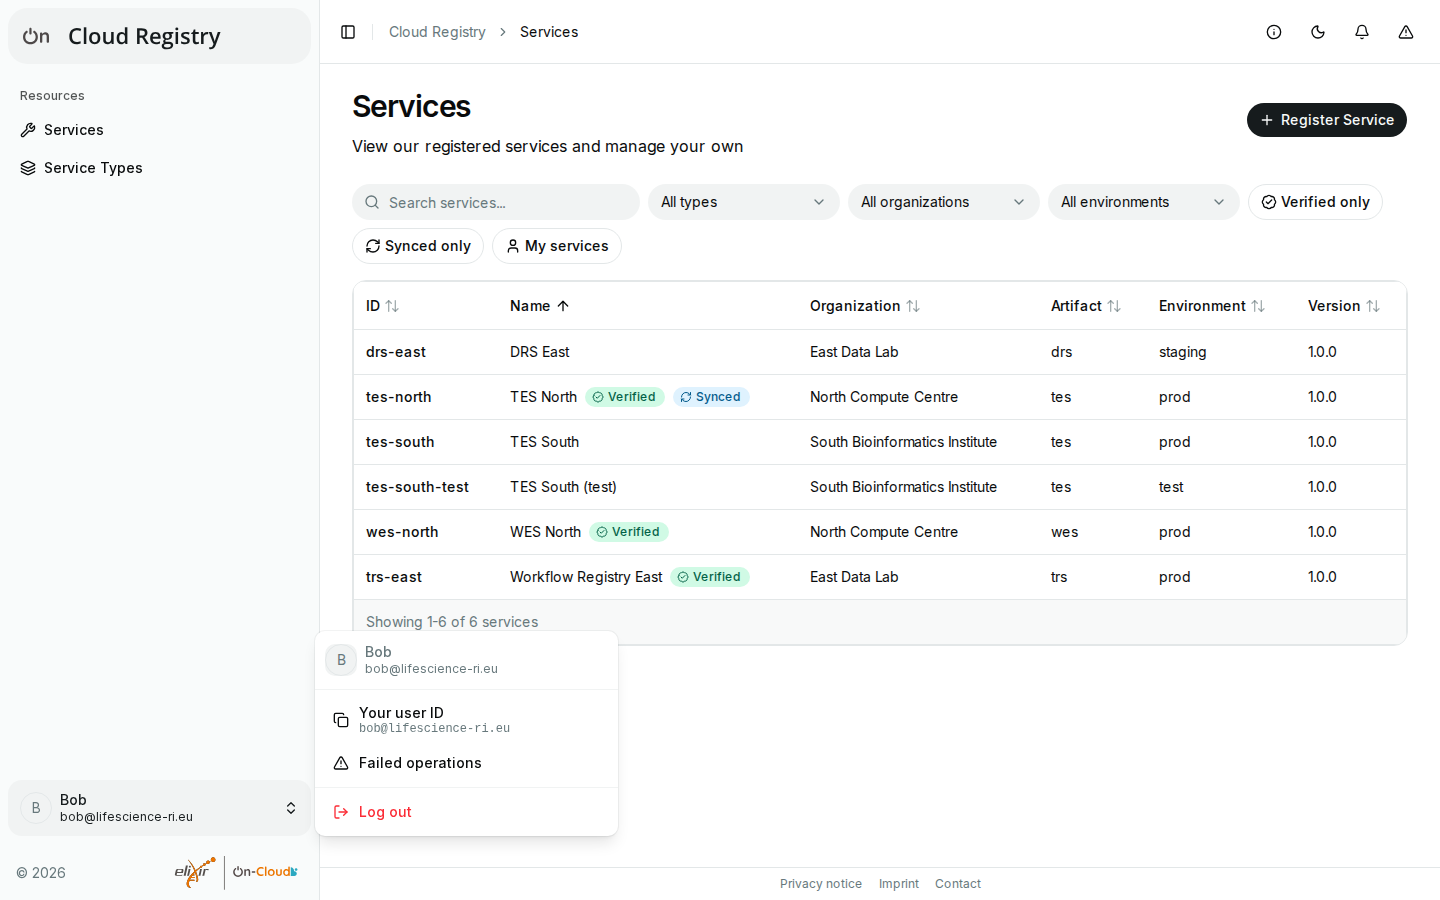 On Cloud Registry
Resources
Services
Service Types
Cloud Registry > Services
Services
View our registered services and manage your own
Register Service
Search services...
All types
All organizations
All environments
Verified only
Synced only
My services
ID Name Organization Artifact Environment Version
drs-east DRS East East Data Lab drs staging 1.0.0
tes-north TES North Verified Synced North Compute Centre tes prod 1.0.0
tes-south TES South South Bioinformatics Institute tes prod 1.0.0
tes-south-test TES South (test) South Bioinformatics Institute tes test 1.0.0
wes-north WES North Verified North Compute Centre wes prod 1.0.0
trs-east Workflow Registry East Verified East Data Lab trs prod 1.0.0
Showing 1-6 of 6 services
B Bob
bob@lifescience-ri.eu
Your user ID
bob@lifescience-ri.eu
Failed operations
Log out
B Bob
bob@lifescience-ri.eu
© 2026
elixir On-Cloud
Privacy notice Imprint Contact